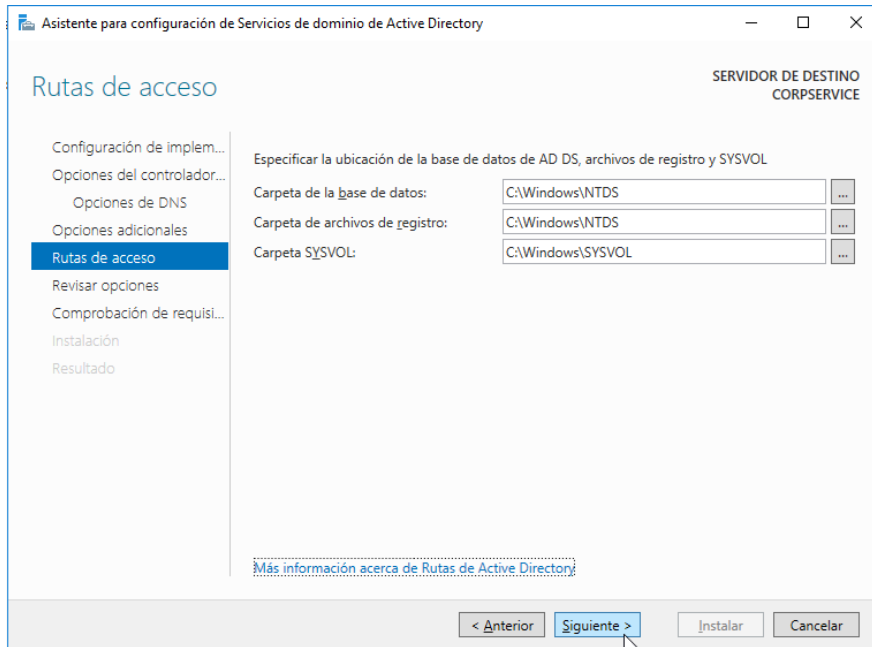 Asistente para configuración de Servicios de dominio de Active Directory
Rutas de acceso
SERVIDOR DE DESTINO
CORPSERVICE
Configuración de implem...
Opciones del controlador...
Opciones de DNS
Opciones adicionales
Rutas de acceso
Revisar opciones
Comprobación de requisi...
Instalación
Resultado
Especificar la ubicación de la base de datos de AD DS, archivos de registro y SYSVOL
Carpeta de la base de datos: C:\Windows\NTDS ...
Carpeta de archivos de registro: C:\Windows\NTDS ...
Carpeta SYSVOL: C:\Windows\SYSVOL ...
Más información acerca de Rutas de Active Directory
< Anterior Siguiente > Instalar Cancelar